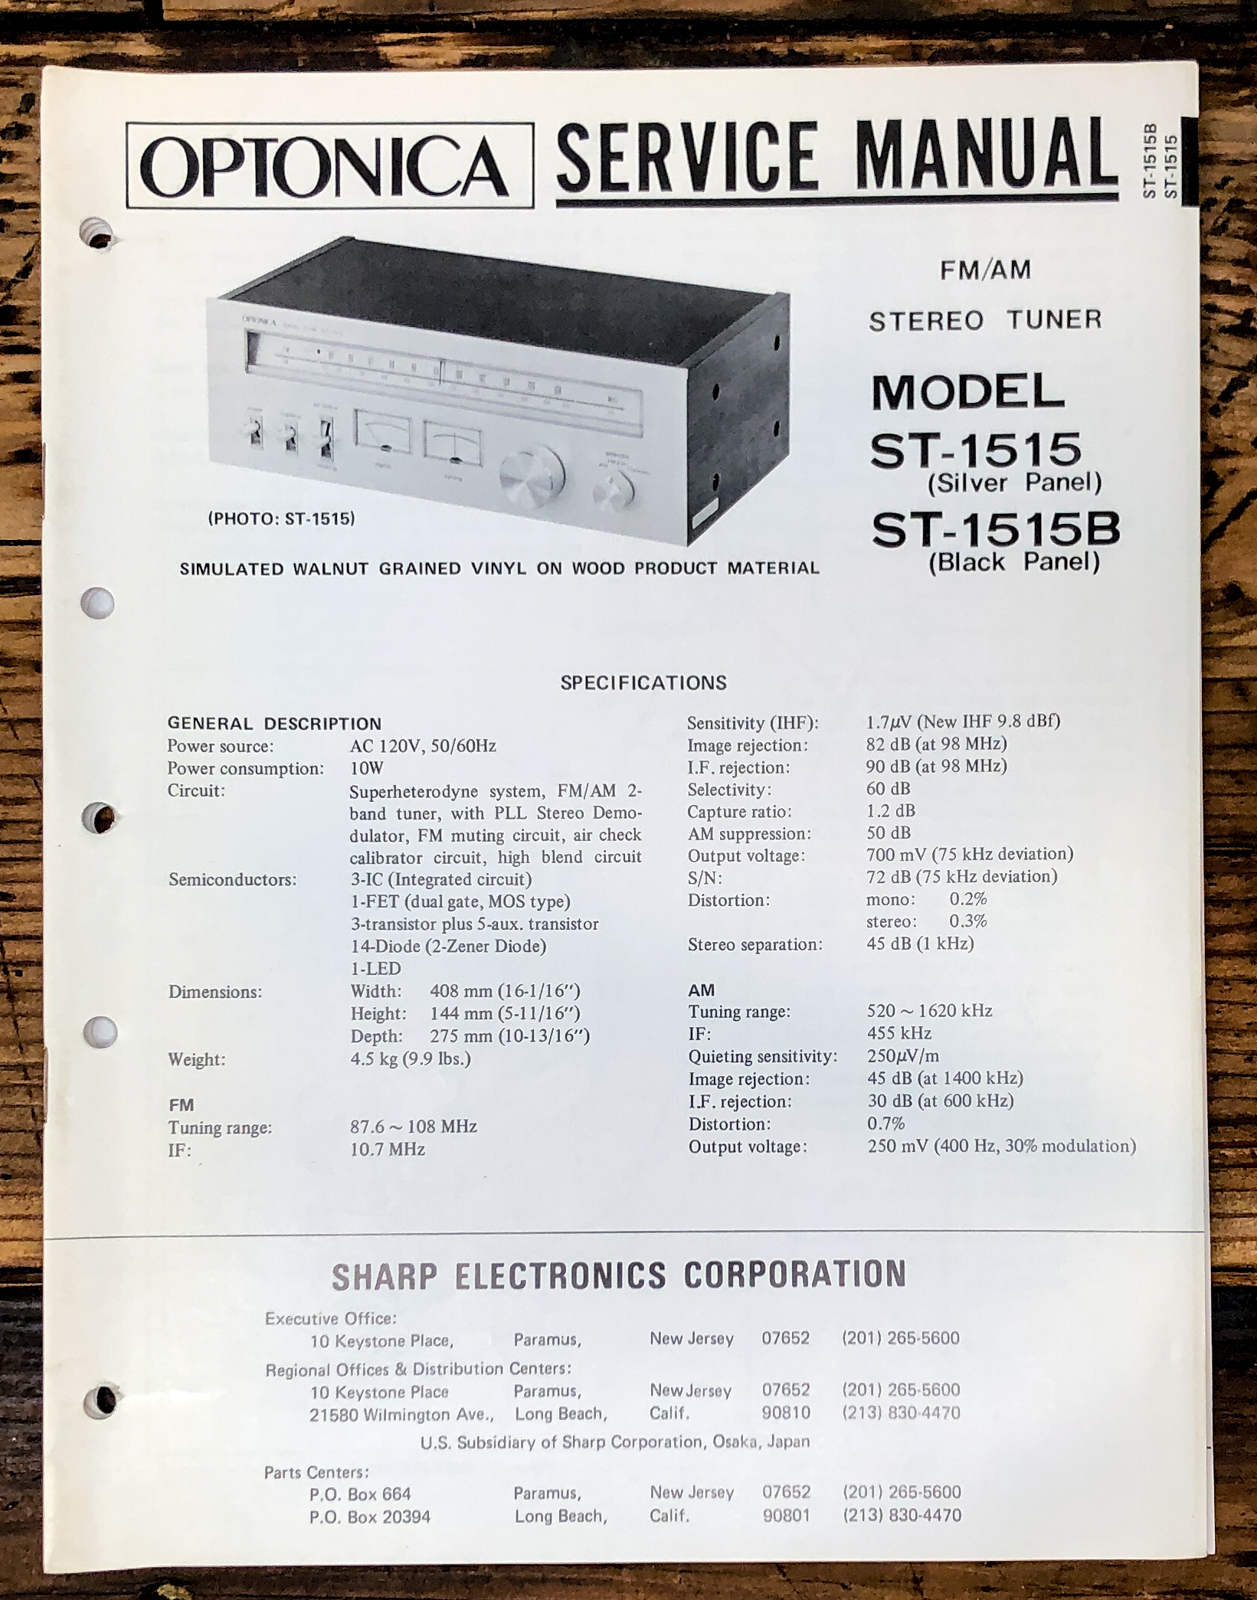 OPTONICA SERVICE MANUAL
ST-1515B
ST-1515
FM/AM
STEREO TUNER
MODEL
ST-1515
(Silver Panel)
ST-1515B
(Black Panel)
OPTONICA
(PHOTO: ST-1515)
SIMULATED WALNUT GRAINED VINYL ON WOOD PRODUCT MATERIAL
SPECIFICATIONS
GENERAL DESCRIPTION
Power source: AC 120V, 50/60Hz
Power consumption: 10W
Circuit: Superheterodyne system, FM/AM 2-
band tuner, with PLL Stereo Demo-
dulator, FM muting circuit, air check
calibrator circuit, high blend circuit
Semiconductors: 3-IC (Integrated circuit)
1-FET (dual gate, MOS type)
3-transistor plus 5-aux. transistor
14-Diode (2-Zener Diode)
1-LED
Dimensions: Width: 408 mm (16-1/16")
Height: 144 mm (5-11/16")
Depth: 275 mm (10-13/16")
Weight: 4.5 kg (9.9 lbs.)
FM
Tuning range: 87.6 ~ 108 MHz
IF: 10.7 MHz
Sensitivity (IHF): 1.7μV (New IHF 9.8 dBf)
Image rejection: 82 dB (at 98 MHz)
I.F. rejection: 90 dB (at 98 MHz)
Selectivity: 60 dB
Capture ratio: 1.2 dB
AM suppression: 50 dB
Output voltage: 700 mV (75 kHz deviation)
S/N: 72 dB (75 kHz deviation)
Distortion: mono: 0.2%
stereo: 0.3%
Stereo separation: 45 dB (1 kHz)
AM
Tuning range: 520 ~ 1620 kHz
IF: 455 kHz
Quieting sensitivity: 250μV/m
Image rejection: 45 dB (at 1400 kHz)
I.F. rejection: 30 dB (at 600 kHz)
Distortion: 0.7%
Output voltage: 250 mV (400 Hz, 30% modulation)
SHARP ELECTRONICS CORPORATION
Executive Office:
10 Keystone Place, Paramus, New Jersey 07652 (201) 265-5600
Regional Offices & Distribution Centers:
10 Keystone Place Paramus, New Jersey 07652 (201) 265-5600
21580 Wilmington Ave., Long Beach, Calif. 90810 (213) 830-4470
U.S. Subsidiary of Sharp Corporation, Osaka, Japan
Parts Centers:
P.O. Box 664 Paramus, New Jersey 07652 (201) 265-5600
P.O. Box 20394 Long Beach, Calif. 90801 (213) 830-4470